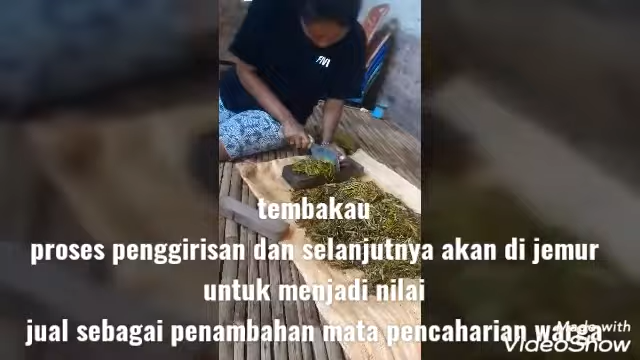 tembakau
proses penggirisan dan selanjutnya akan di jemur
untuk menjadi nilai
jual sebagai penambahan mata pencaharian warga
Made with
VideoShow